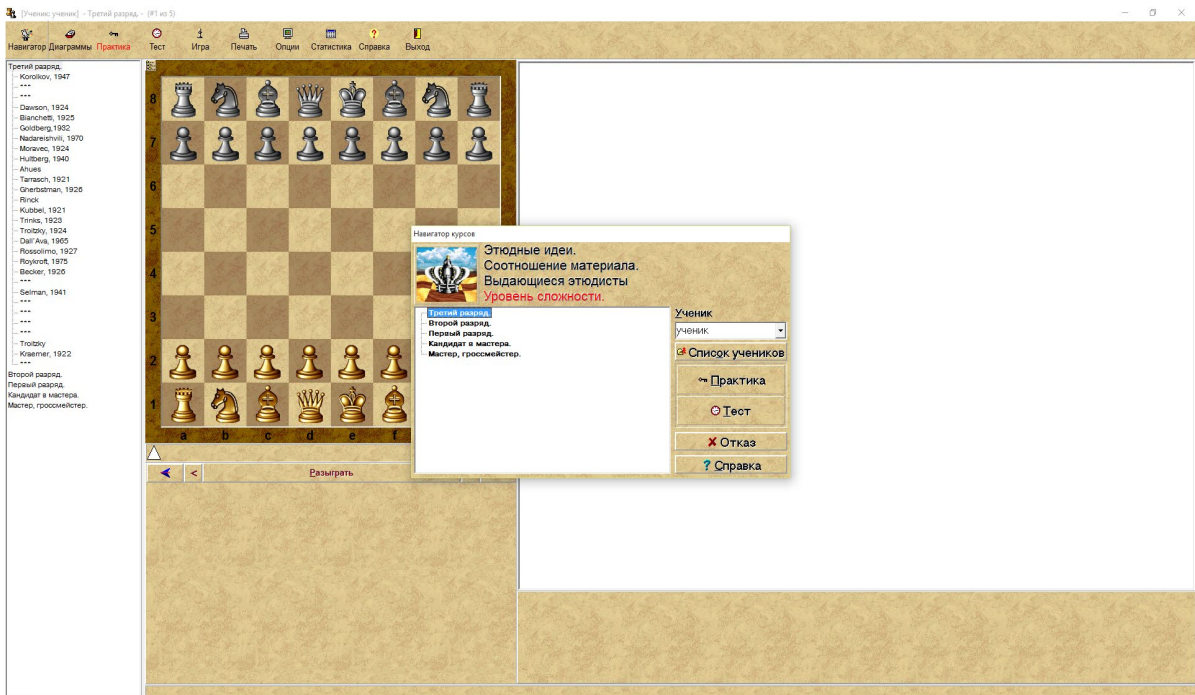 [Ученик: ученик] - Третий разряд. - (#1 из 5)
Навигатор Диаграммы Практика Тест Игра Печать Опции Статистика Справка Выход
Третий разряд.
Korolkov, 1947
***
***
Dawson, 1924
Bianchetti, 1925
Goldberg,1932
Nadareishvili, 1970
Moravec, 1924
Hultberg, 1940
Ahues
Tarrasch, 1921
Gherbstman, 1926
Rinck
Kubbel, 1921
Trinks, 1923
Troitzky, 1924
Dall'Ava, 1965
Rossolimo, 1927
Roykroft, 1975
Becker, 1926
***
Selman, 1941
***
***
***
Troitzky
Kraemer, 1922
***
Второй разряд.
Первый разряд.
Кандидат в мастера.
Мастер, гроссмейстер.
8
7
6
5
4
3
2
1
a b c d e f
< Разыграть
Навигатор курсов
Этюдные идеи.
Соотношение материала.
Выдающиеся этюдисты
Уровень сложности.
Третий разряд.
Второй разряд.
Первый разряд.
Кандидат в мастера.
Мастер, гроссмейстер.
Ученик
ученик
Список учеников
Практика
Тест
Отказ
? Справка